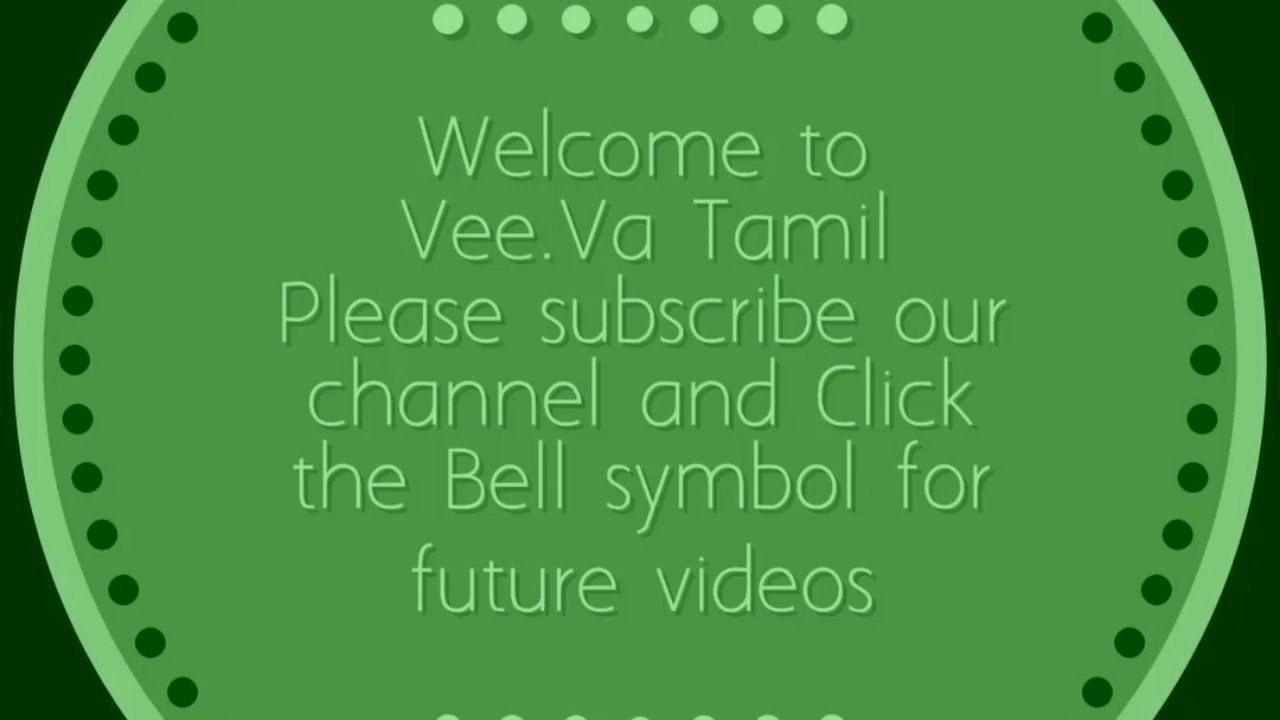 Welcome to
Vee.Va Tamil
Please subscribe our
channel and Click
the Bell symbol for
future videos